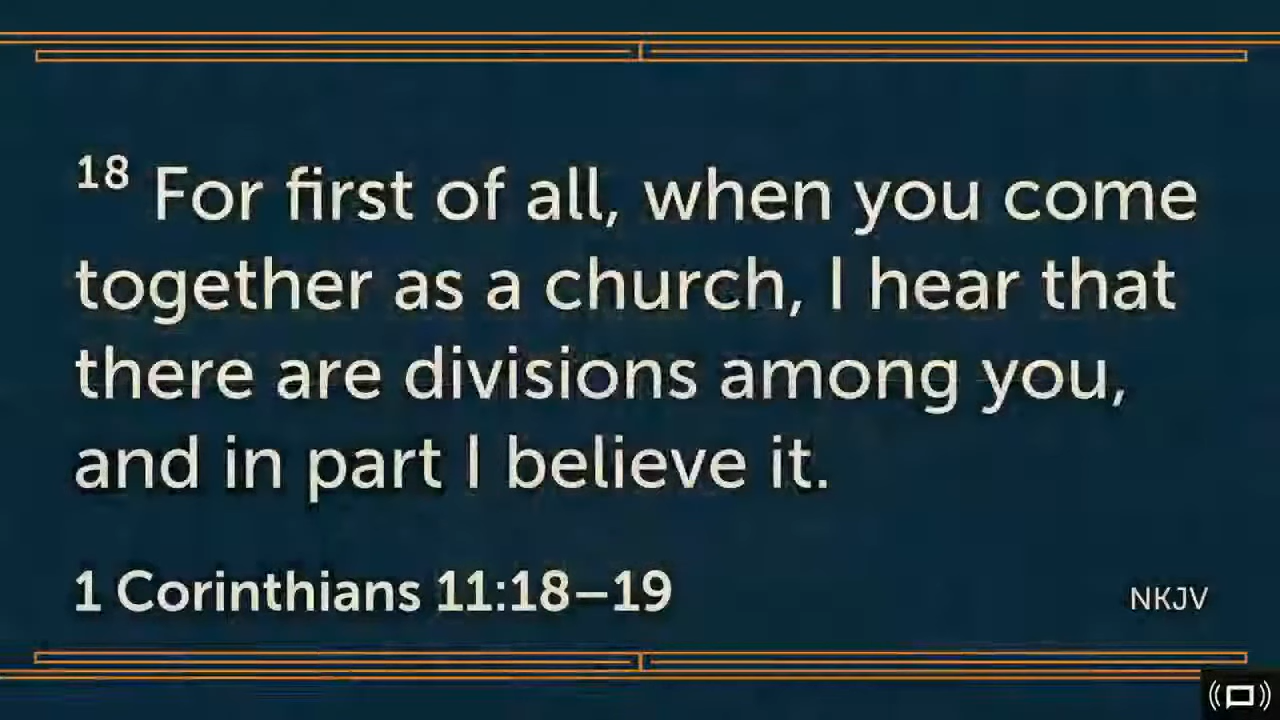 18 For first of all, when you come
together as a church, I hear that
there are divisions among you,
and in part I believe it.
1 Corinthians 11:18–19
NKJV